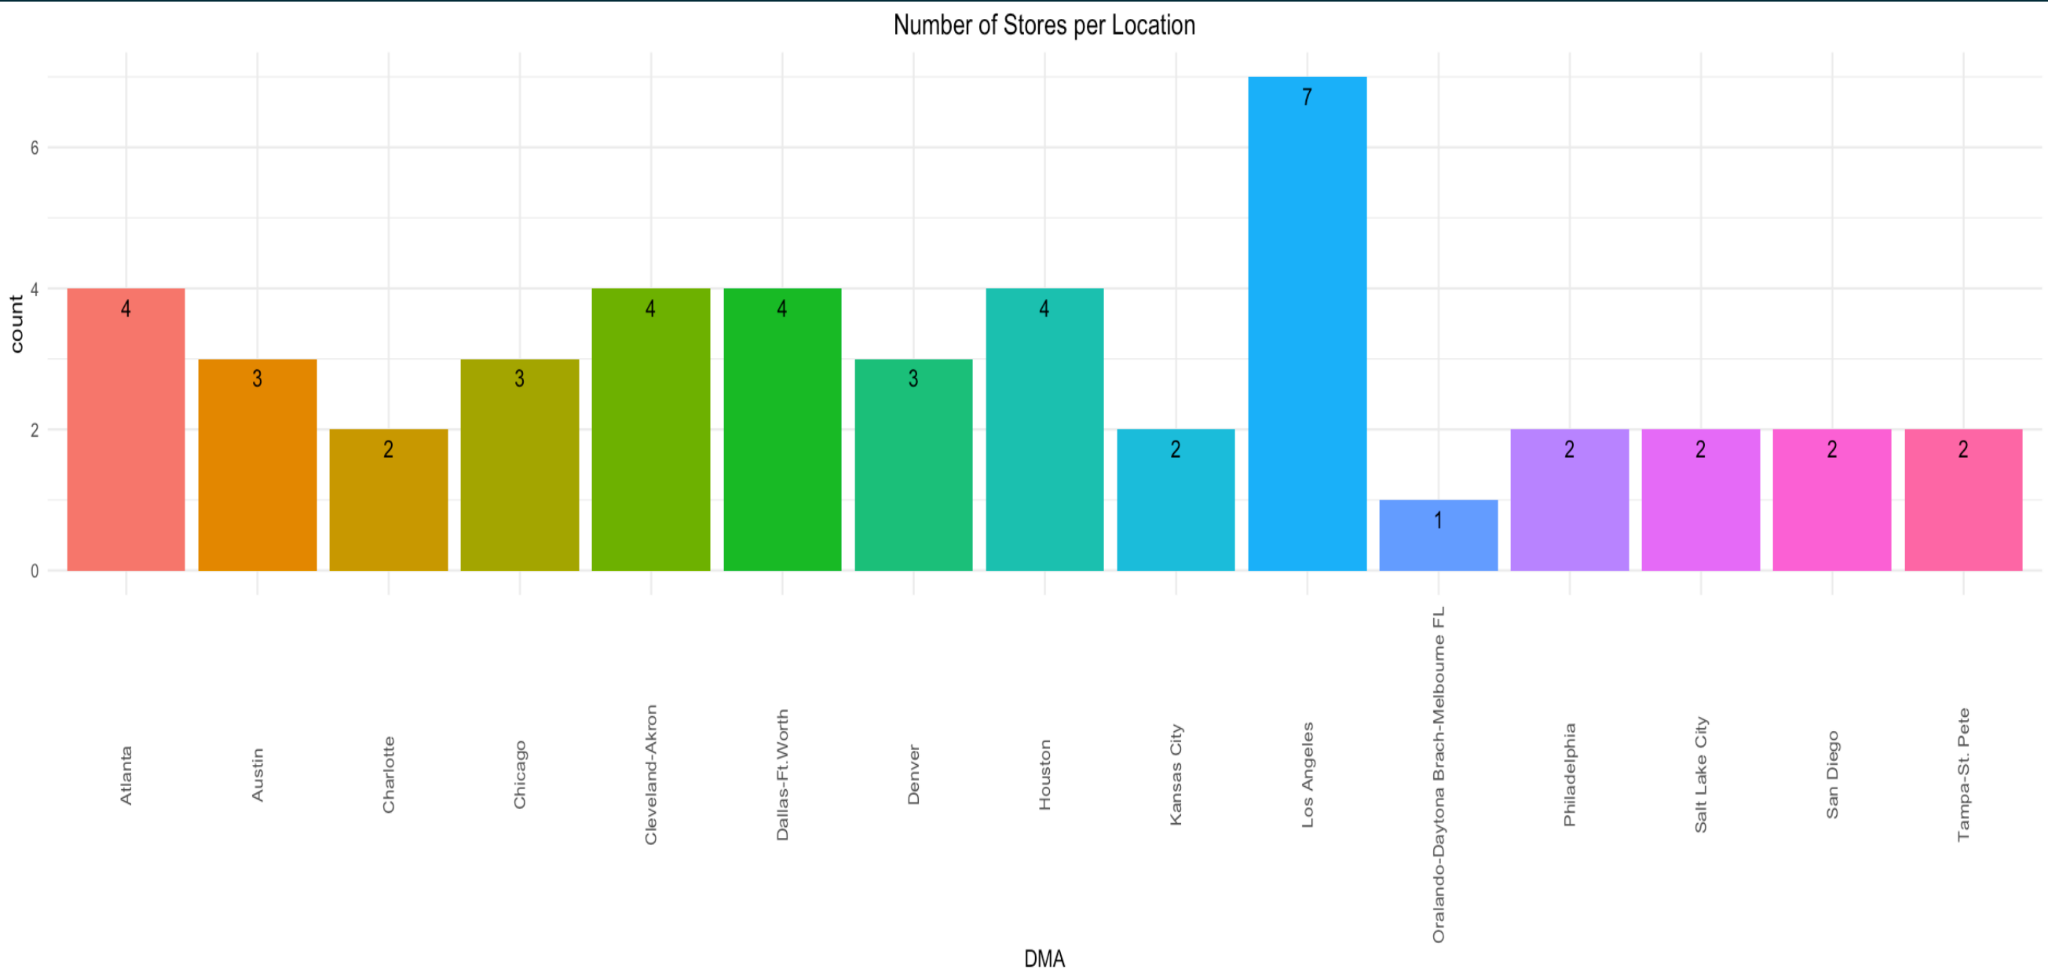 Number of Stores per Location
count
6
4
2
0
4
3
2
3
4
4
3
4
2
7
1
2
2
2
2
Atlanta
Austin
Charlotte
Chicago
Cleveland-Akron
Dallas-Ft.Worth
Denver
Houston
Kansas City
Los Angeles
Oralando-Daytona Brach-Melbourne FL
Philadelphia
Salt Lake City
San Diego
Tampa-St. Pete
DMA